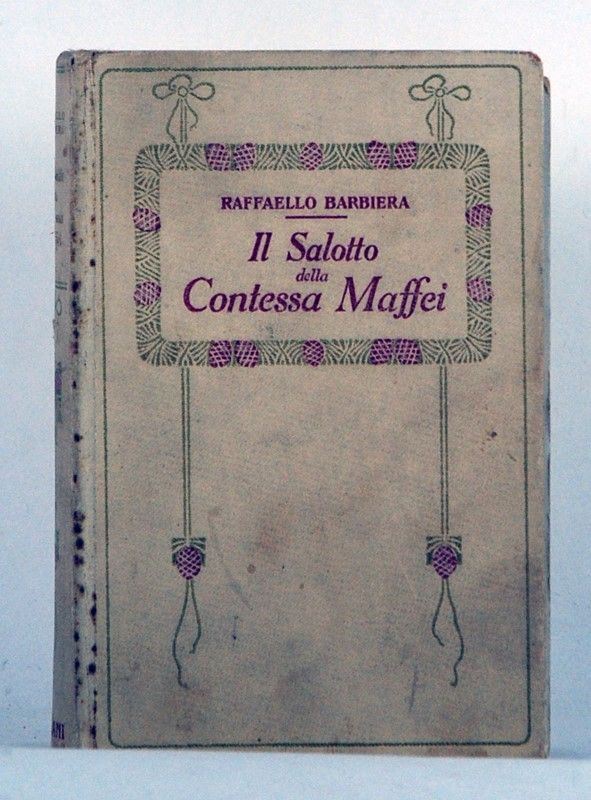 RAFFAELLO BARBIERA
Il Salotto
della
Contessa Maffei